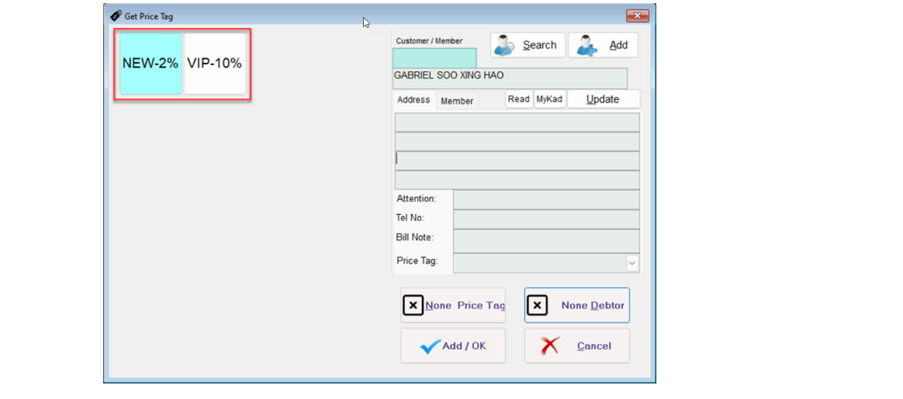 Get Price Tag
NEW-2% VIP-10%
Customer / Member
Search
Add
GABRIEL SOO XING HAO
Address Member Read MyKad Update
Attention:
Tel No:
Bill Note:
Price Tag:
None Price Tag
None Debtor
Add / OK
Cancel